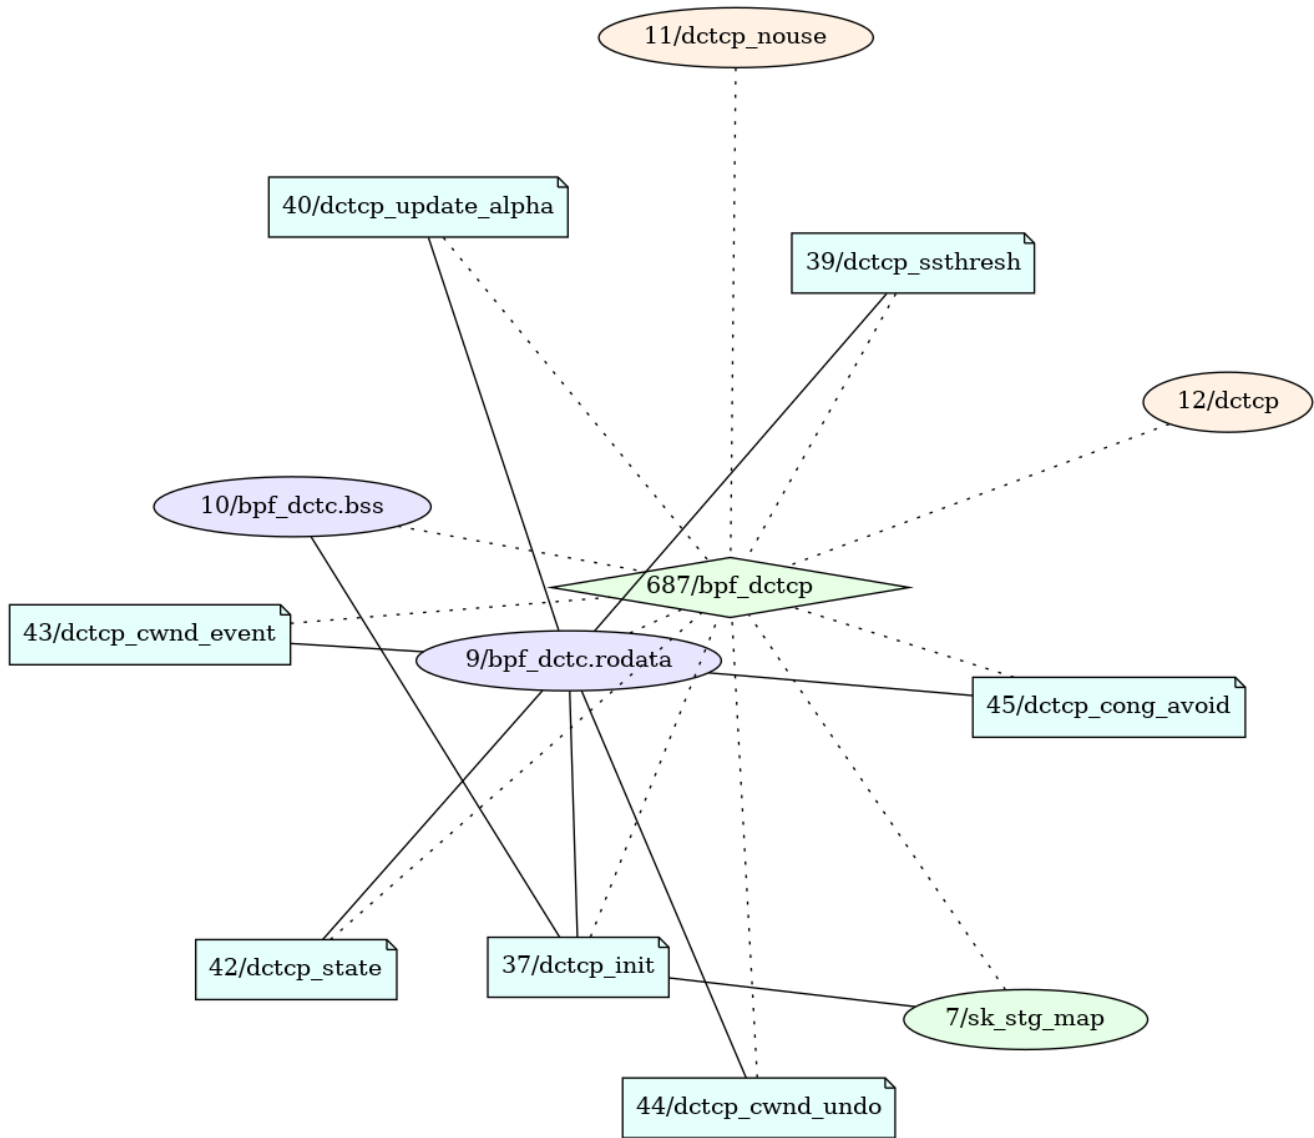 11/dctcp_nouse
40/dctcp_update_alpha
39/dctcp_ssthresh
12/dctcp
10/bpf_dctc.bss
687/bpf_dctcp
43/dctcp_cwnd_event
9/bpf_dctc.rodata
45/dctcp_cong_avoid
42/dctcp_state
37/dctcp_init
7/sk_stg_map
44/dctcp_cwnd_undo